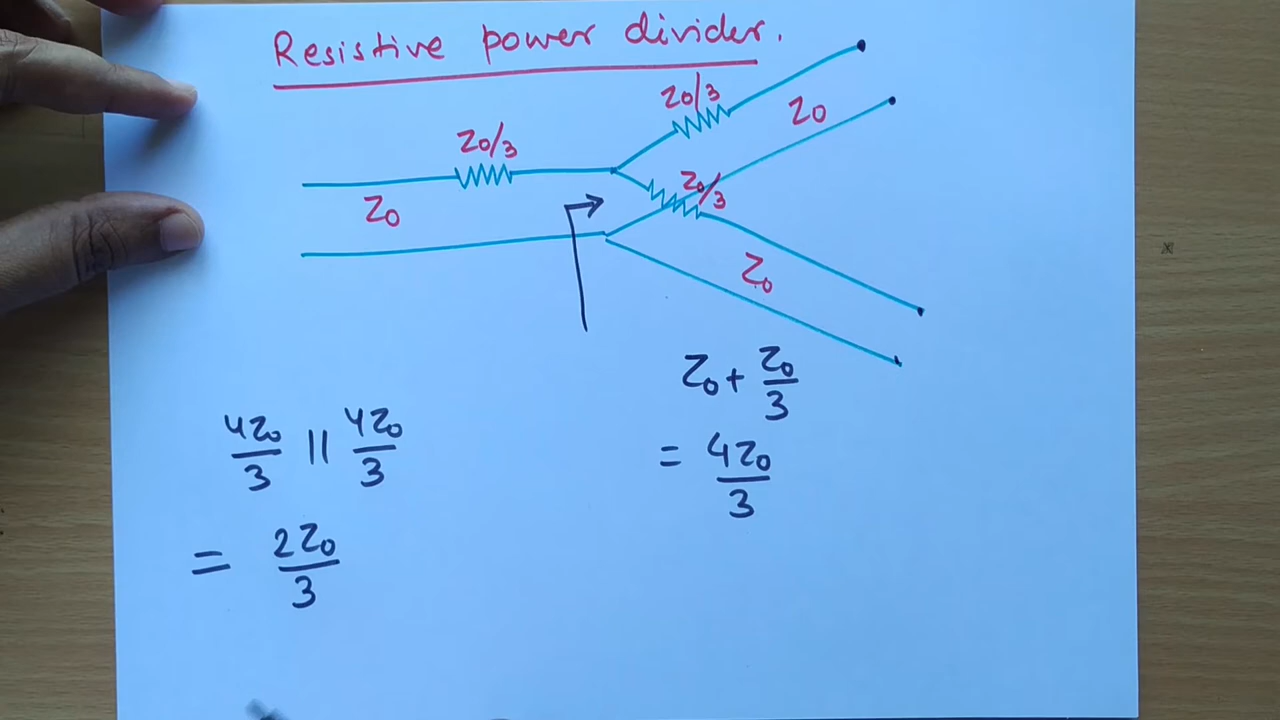 Resistive power divider.
Z0/3
Z0/3
Z0
Z0
Z0/3
Z0
Z0 + Z0/3
= 4Z0/3
4Z0/3 || 4Z0/3
= 2Z0/3